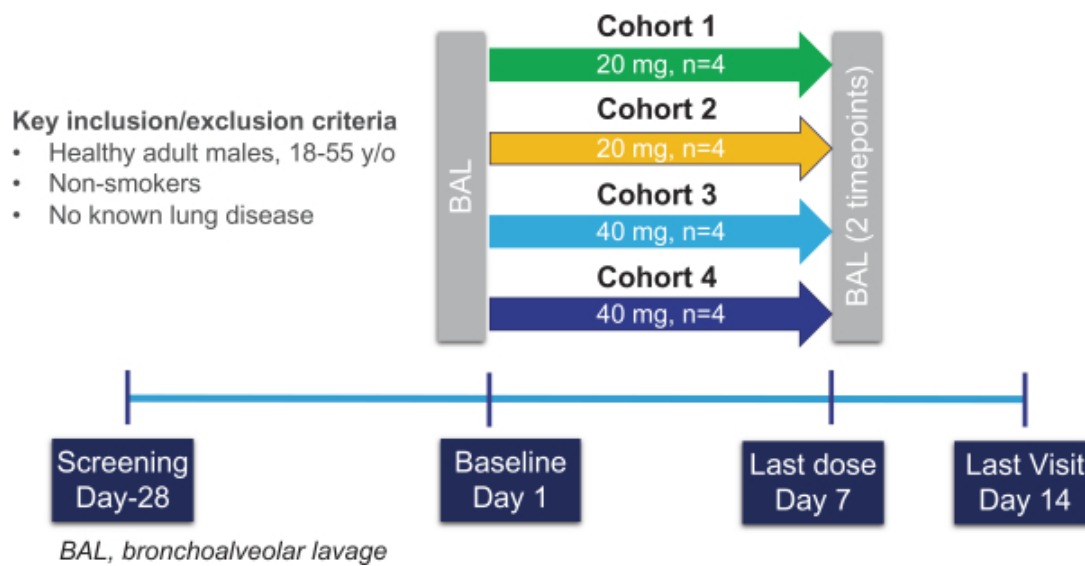 Key inclusion/exclusion criteria
• Healthy adult males, 18-55 y/o
• Non-smokers
• No known lung disease
BAL
Cohort 1
20 mg, n=4
Cohort 2
20 mg, n=4
Cohort 3
40 mg, n=4
Cohort 4
40 mg, n=4
BAL (2 timepoints)
Screening
Day-28
Baseline
Day 1
Last dose
Day 7
Last Visit
Day 14
BAL, bronchoalveolar lavage